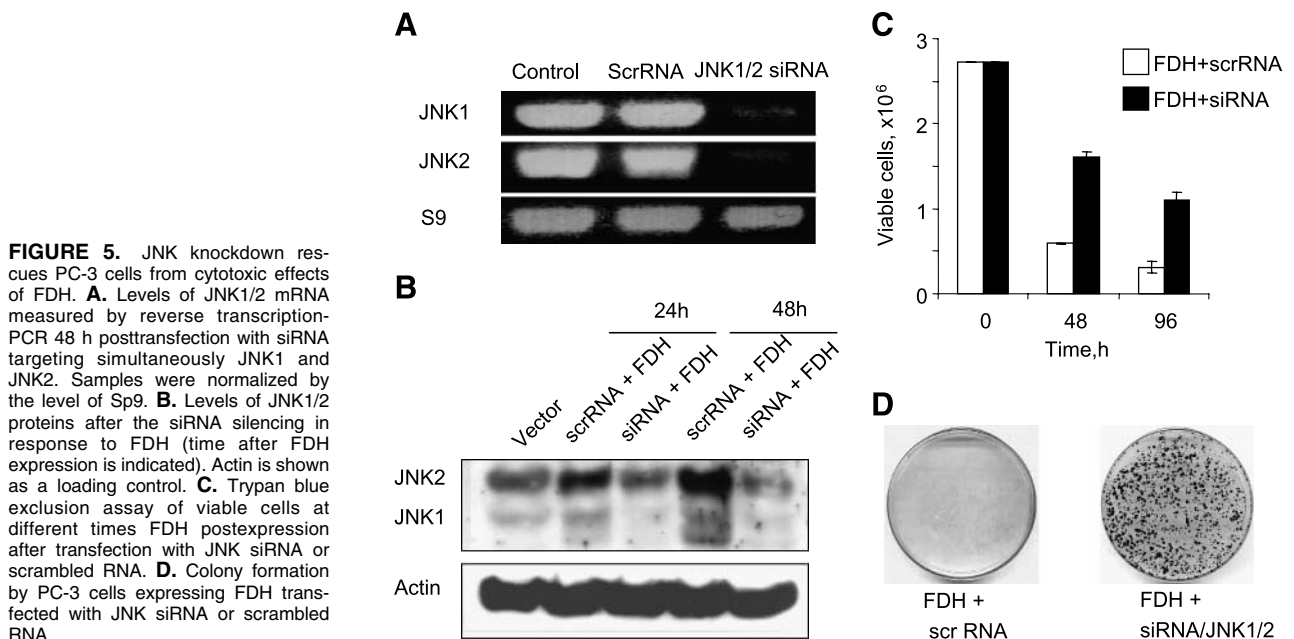 FIGURE 5. JNK knockdown res-
cues PC-3 cells from cytotoxic effects
of FDH. A. Levels of JNK1/2 mRNA
measured by reverse transcription-
PCR 48 h posttransfection with siRNA
targeting simultaneously JNK1 and
JNK2. Samples were normalized by
the level of Sp9. B. Levels of JNK1/2
proteins after the siRNA silencing in
response to FDH (time after FDH
expression is indicated). Actin is shown
as a loading control. C. Trypan blue
exclusion assay of viable cells at
different times FDH postexpression
after transfection with JNK siRNA or
scrambled RNA. D. Colony formation
by PC-3 cells expressing FDH trans-
fected with JNK siRNA or scrambled
RNA
A
Control ScrRNA JNK1/2 siRNA
JNK1
JNK2
S9
B
24h 48h
Vector
scrRNA + FDH
siRNA + FDH
scrRNA + FDH
siRNA + FDH
JNK2
JNK1
Actin
C
Viable cells, x10⁶
3
2
1
0
0 48 96
Time,h
FDH+scrRNA
FDH+siRNA
D
FDH +
scr RNA
FDH +
siRNA/JNK1/2